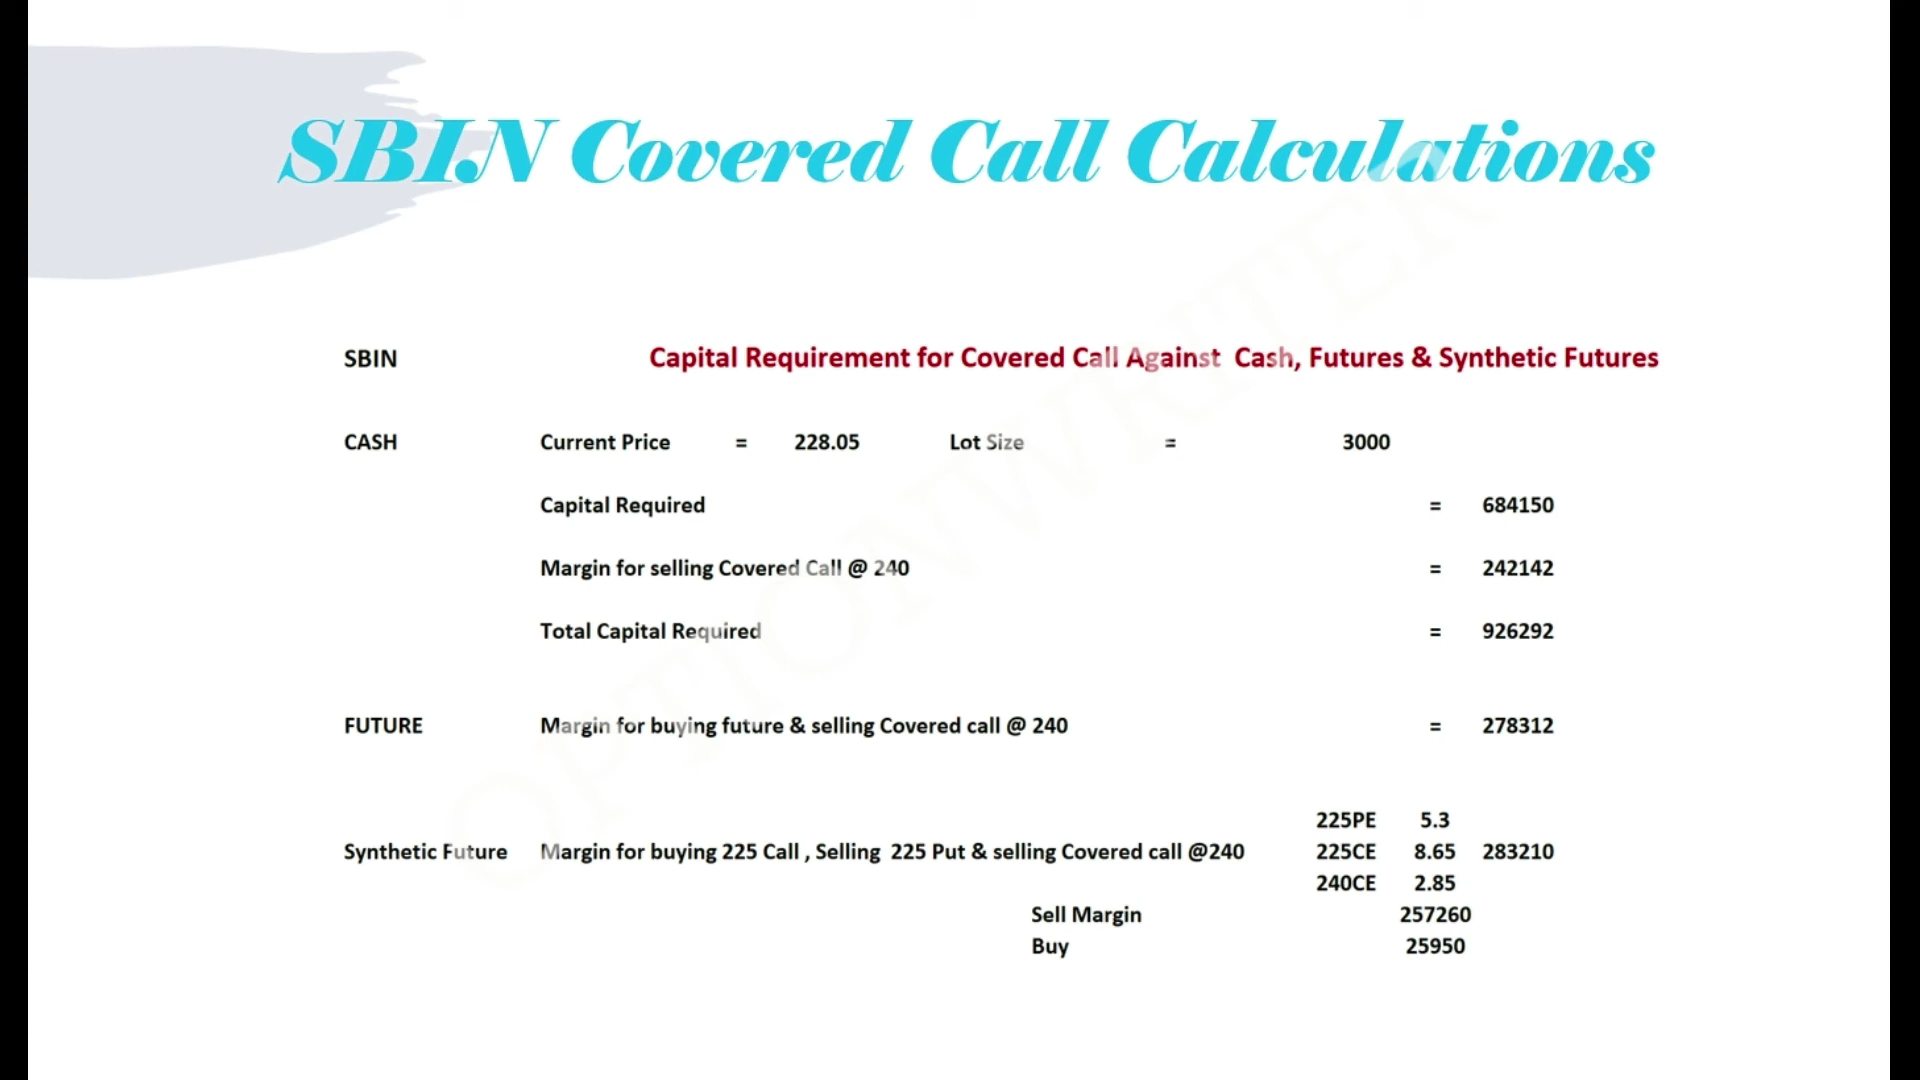 SBIN Covered Call Calculations
SBIN Capital Requirement for Covered Call Against Cash, Futures & Synthetic Futures
CASH Current Price = 228.05 Lot Size = 3000
Capital Required = 684150
Margin for selling Covered Call @ 240 = 242142
Total Capital Required = 926292
FUTURE Margin for buying future & selling Covered call @ 240 = 278312
225PE 5.3
Synthetic Future Margin for buying 225 Call , Selling 225 Put & selling Covered call @240 225CE 8.65 283210
240CE 2.85
Sell Margin 257260
Buy 25950
OPTIONWRITER